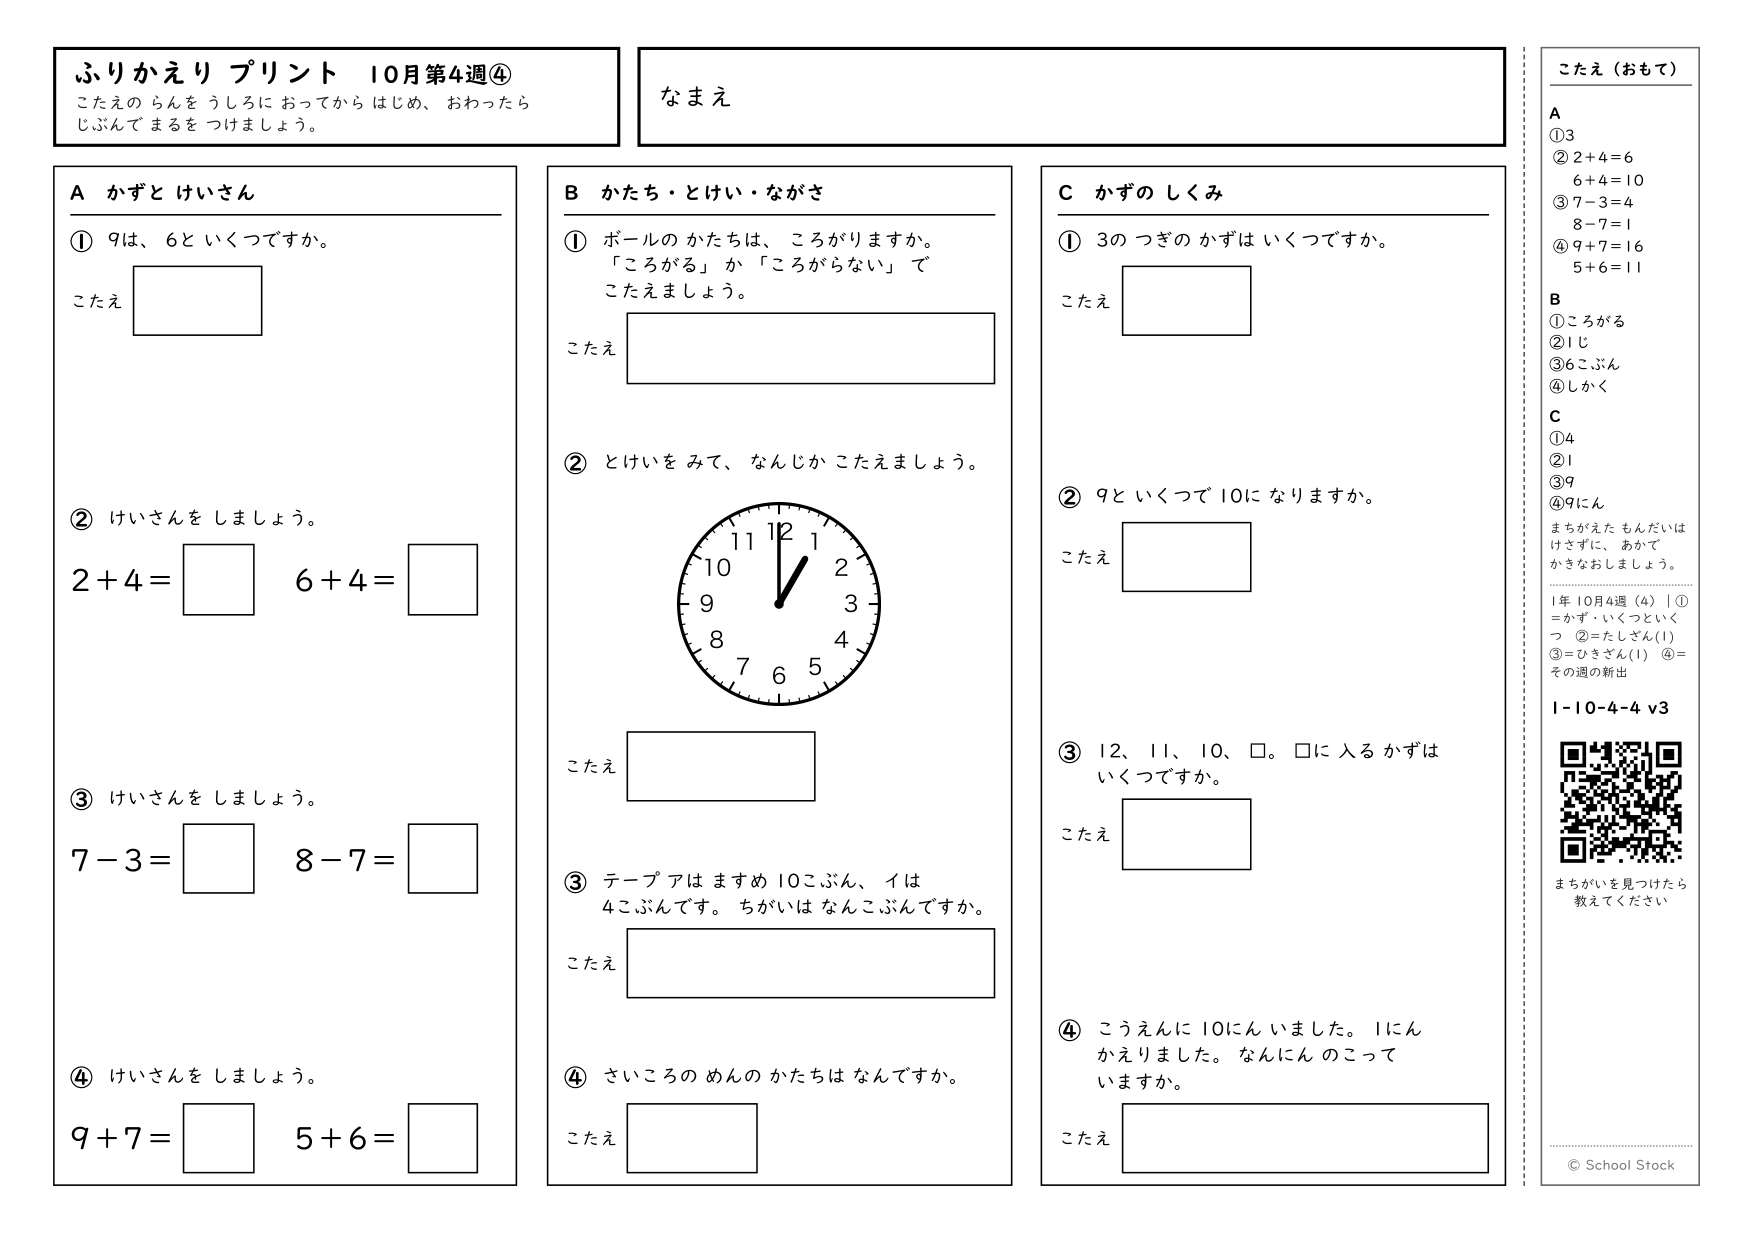 ふりかえり プリント　10月第4週④
こたえの らんを うしろに おってから はじめ、 おわったら
じぶんで まるを つけましょう。
なまえ
A　かずと けいさん
① 9は、 6と いくつですか。
こたえ
② けいさんを しましょう。
2＋4＝　6＋4＝
③ けいさんを しましょう。
7－3＝　8－7＝
④ けいさんを しましょう。
9＋7＝　5＋6＝
B　かたち・とけい・ながさ
① ボールの かたちは、 ころがりますか。
「ころがる」 か 「ころがらない」 で
こたえましょう。
こたえ
② とけいを みて、 なんじか こたえましょう。
12
11 1
10 2
9 3
8 4
7 5
6
こたえ
③ テープ アは ますめ 10こぶん、 イは
4こぶんです。 ちがいは なんこぶんですか。
こたえ
④ さいころの めんの かたちは なんですか。
こたえ
C　かずの しくみ
① 3の つぎの かずは いくつですか。
こたえ
② 9と いくつで 10に なりますか。
こたえ
③ 12、 11、 10、 □。 □に 入る かずは
いくつですか。
こたえ
④ こうえんに 10にん いました。 1にん
かえりました。 なんにん のこって
いますか。
こたえ
こたえ（おもて）
A
①3
② 2＋4＝6
6＋4＝10
③ 7－3＝4
8－7＝1
④ 9＋7＝16
5＋6＝11
B
①ころがる
②1じ
③6こぶん
④しかく
C
①4
②1
③9
④9にん
まちがえた もんだいは
けさずに、 あかで
かきなおしましょう。
1年 10月4週（4）｜①
＝かず・いくつといく
つ　②＝たしざん(1)
③＝ひきざん(1)　④＝
その週の新出
1-10-4-4 v3
まちがいを見つけたら
教えてください
© School Stock